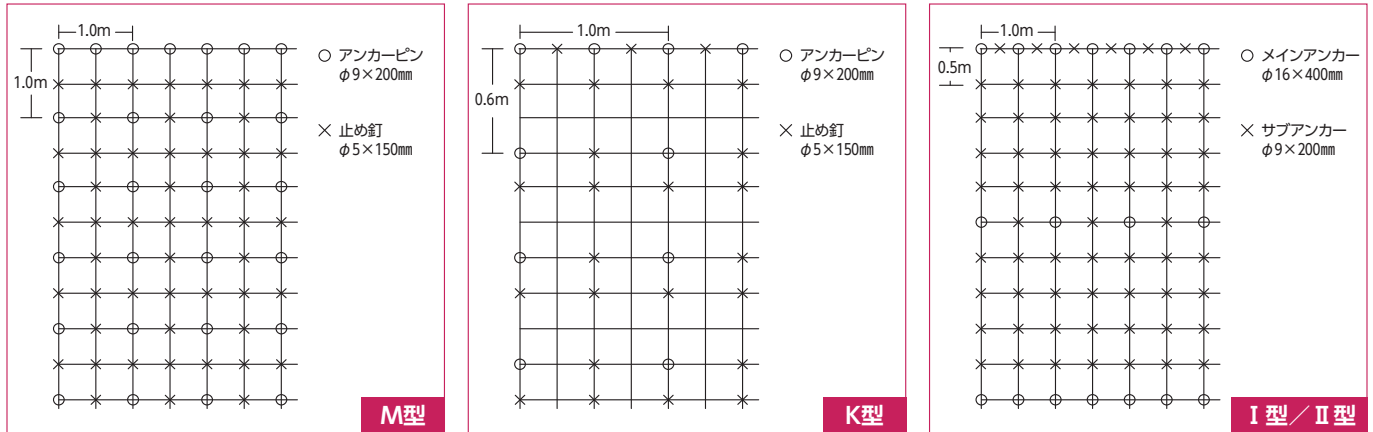 1.0m
1.0m
○ アンカーピン
φ9×200㎜
× 止め釘
φ5×150㎜
M型
1.0m
0.6m
○ アンカーピン
φ9×200㎜
× 止め釘
φ5×150㎜
K型
1.0m
0.5m
○ メインアンカー
φ16×400㎜
× サブアンカー
φ9×200㎜
Ⅰ型／Ⅱ型